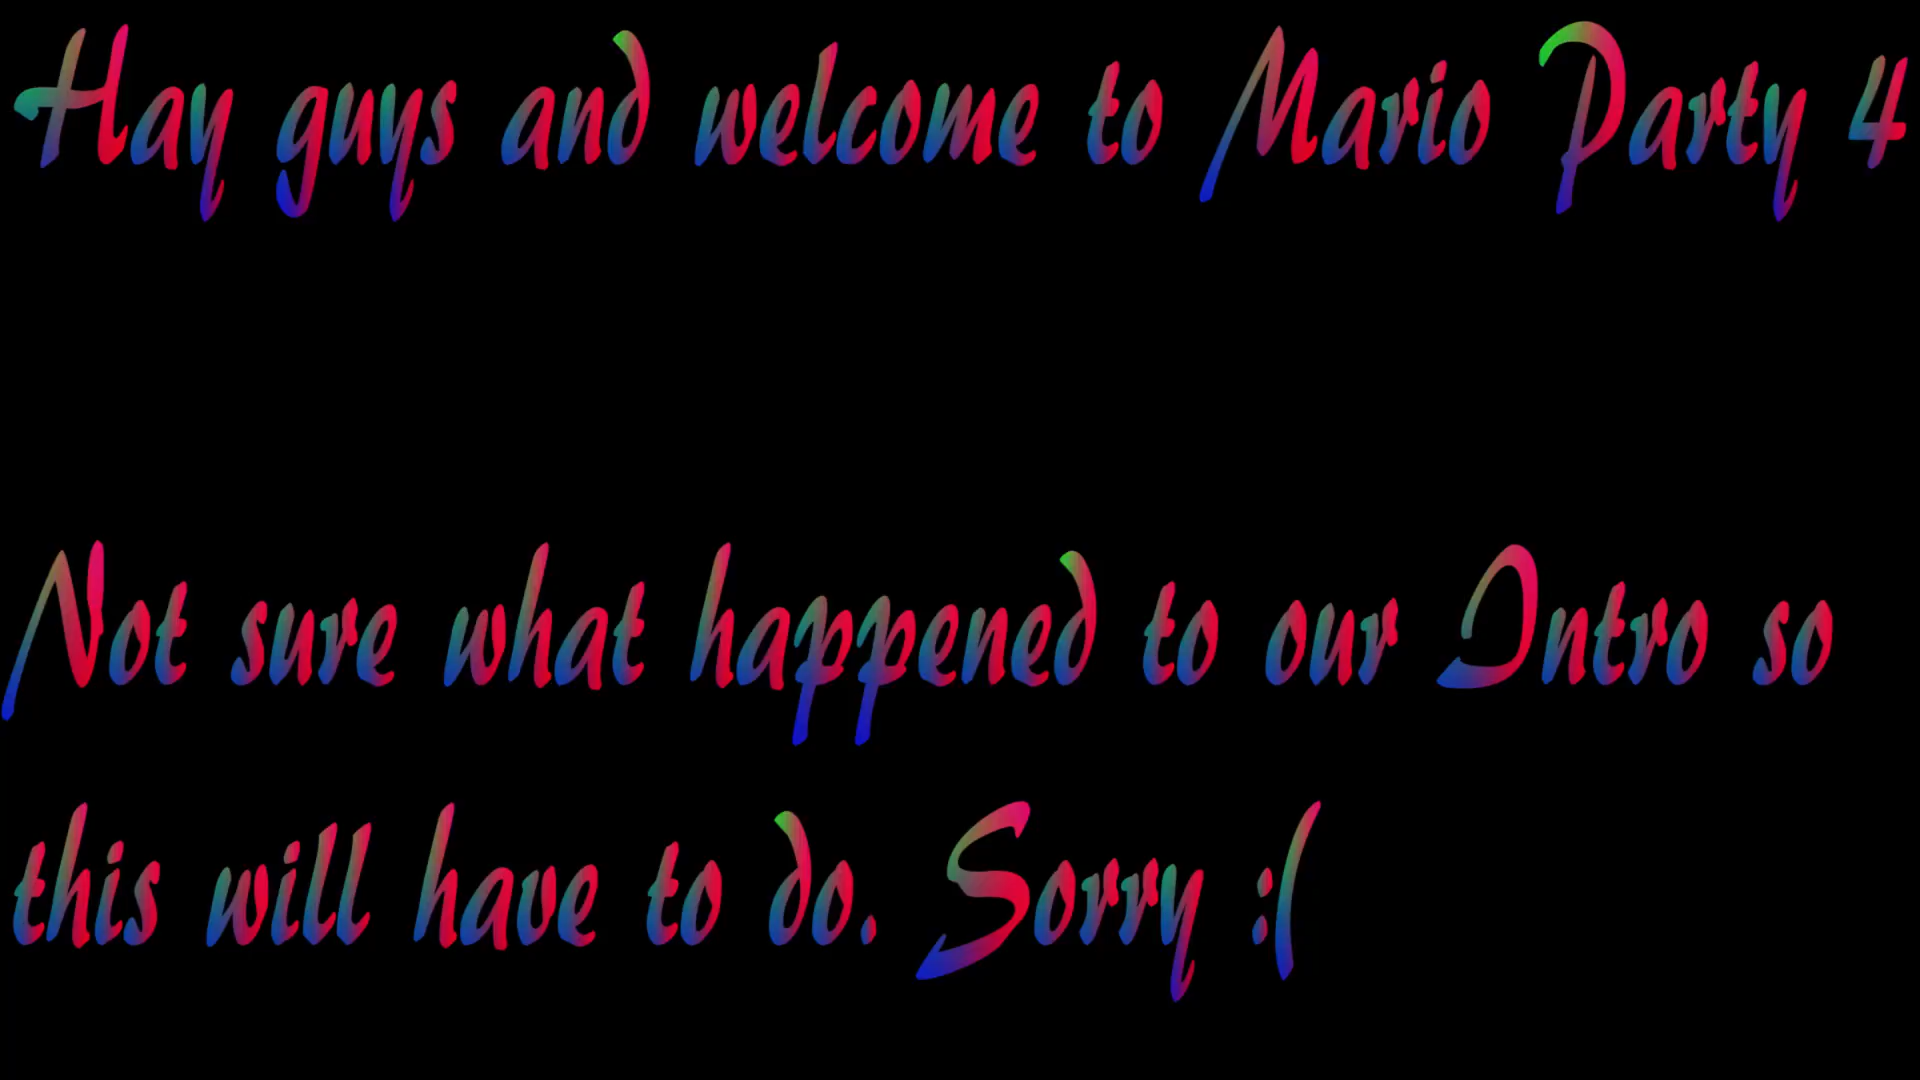 Hay guys and welcome to Mario Party 4
Not sure what happened to our Intro so
this will have to do. Sorry :(